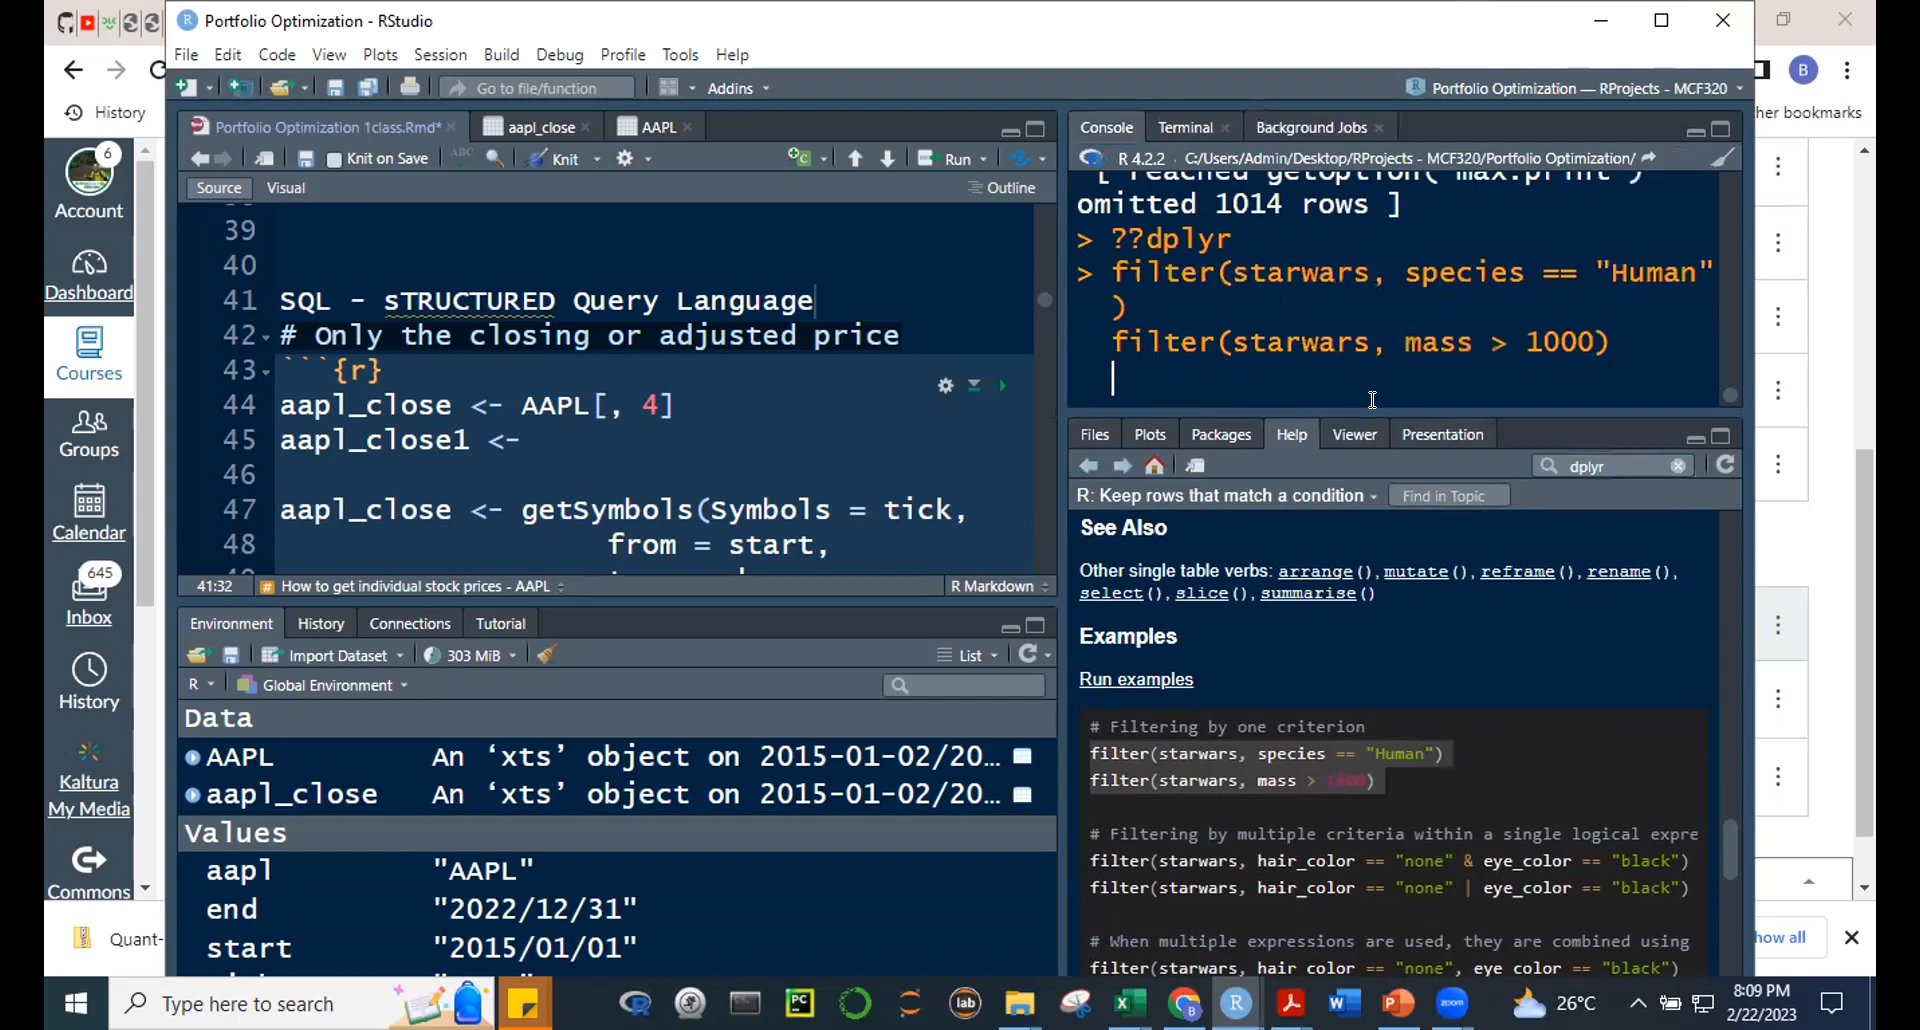 Portfolio Optimization - RStudio
File Edit Code View Plots Session Build Debug Profile Tools Help
Go to file/function
Addins
Portfolio Optimization — RProjects - MCF320
B
History
her bookmarks
Portfolio Optimization 1class.Rmd*
aapl_close
AAPL
Knit on Save
ABC
Knit
Run
Source
Visual
Outline
39
40
41 SQL - sTRUCTURED Query Language
42 # Only the closing or adjusted price
43 ```{r}
44 aapl_close <- AAPL[, 4]
45 aapl_close1 <-
46
47 aapl_close <- getSymbols(Symbols = tick,
48 from = start,
41:32
How to get individual stock prices - AAPL
R Markdown
Console
Terminal
Background Jobs
R 4.2.2 C:/Users/Admin/Desktop/RProjects - MCF320/Portfolio Optimization/
[ reached getOption("max.print")
omitted 1014 rows ]
> ??dplyr
> filter(starwars, species == "Human"
)
filter(starwars, mass > 1000)
Files Plots Packages Help Viewer Presentation
dplyr
R: Keep rows that match a condition
Find in Topic
See Also
Other single table verbs: arrange(), mutate(), reframe(), rename(),
select(), slice(), summarise()
Examples
Run examples
# Filtering by one criterion
filter(starwars, species == "Human")
filter(starwars, mass > 1000)
# Filtering by multiple criteria within a single logical expre
filter(starwars, hair_color == "none" & eye_color == "black")
filter(starwars, hair_color == "none" | eye_color == "black")
# When multiple expressions are used, they are combined using
filter(starwars, hair_color == "none", eye_color == "black")
Environment History Connections Tutorial
Import Dataset
303 MiB
List
R
Global Environment
Data
AAPL An ‘xts’ object on 2015-01-02/20...
aapl_close An ‘xts’ object on 2015-01-02/20...
Values
aapl "AAPL"
end "2022/12/31"
start "2015/01/01"
6
Account
Dashboard
Courses
Groups
Calendar
645
Inbox
History
Kaltura
My Media
Commons
Quant-
how all
Type here to search
PC
lab
R
zoom
26°C
8:09 PM
2/22/2023